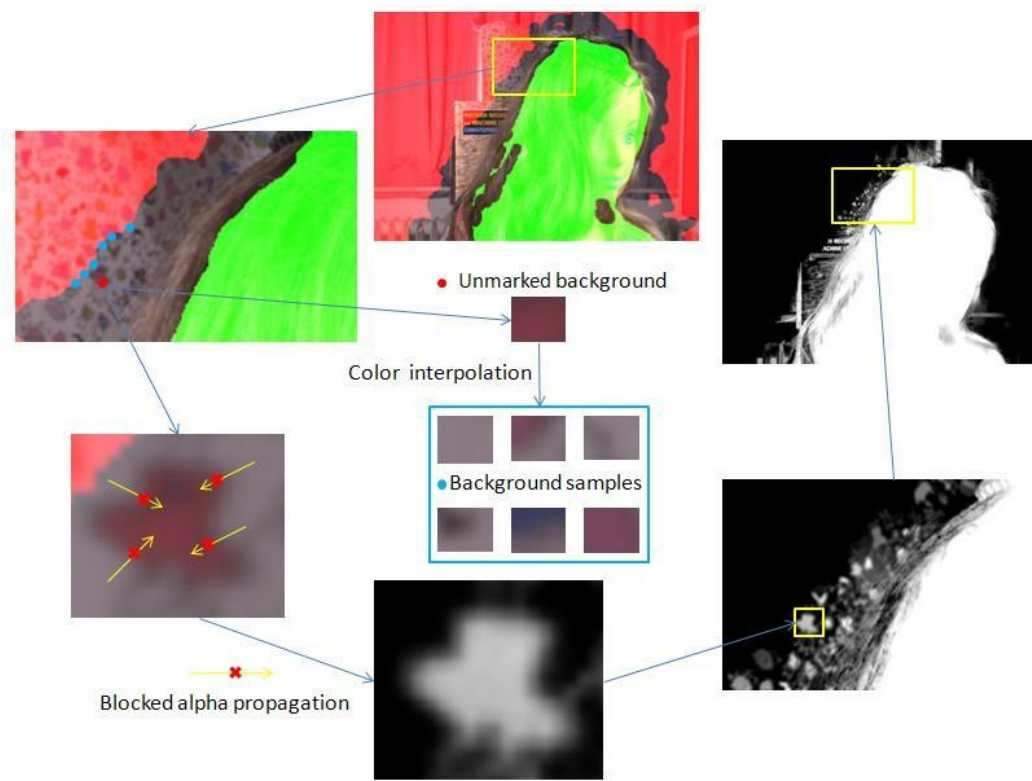 Unmarked background
Color interpolation
Background samples
Blocked alpha propagation